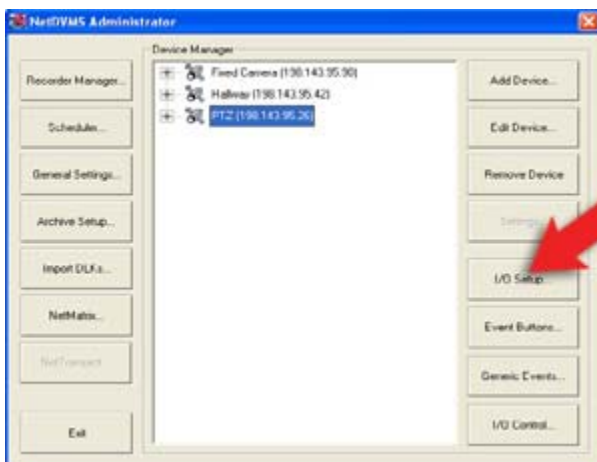 NetDVMS Administrator
Device Manager
Recorder Manager...
Scheduler...
General Settings...
Archive Setup...
Import DLKs...
NetMatrix...
NetTransact
Exit
Fixed Camera (198.143.95.90)
Hallway (198.143.95.42)
PTZ (198.143.95.26)
Add Device...
Edit Device...
Remove Device
Settings...
I/O Setup...
Event Buttons...
Generic Events...
I/O Control...